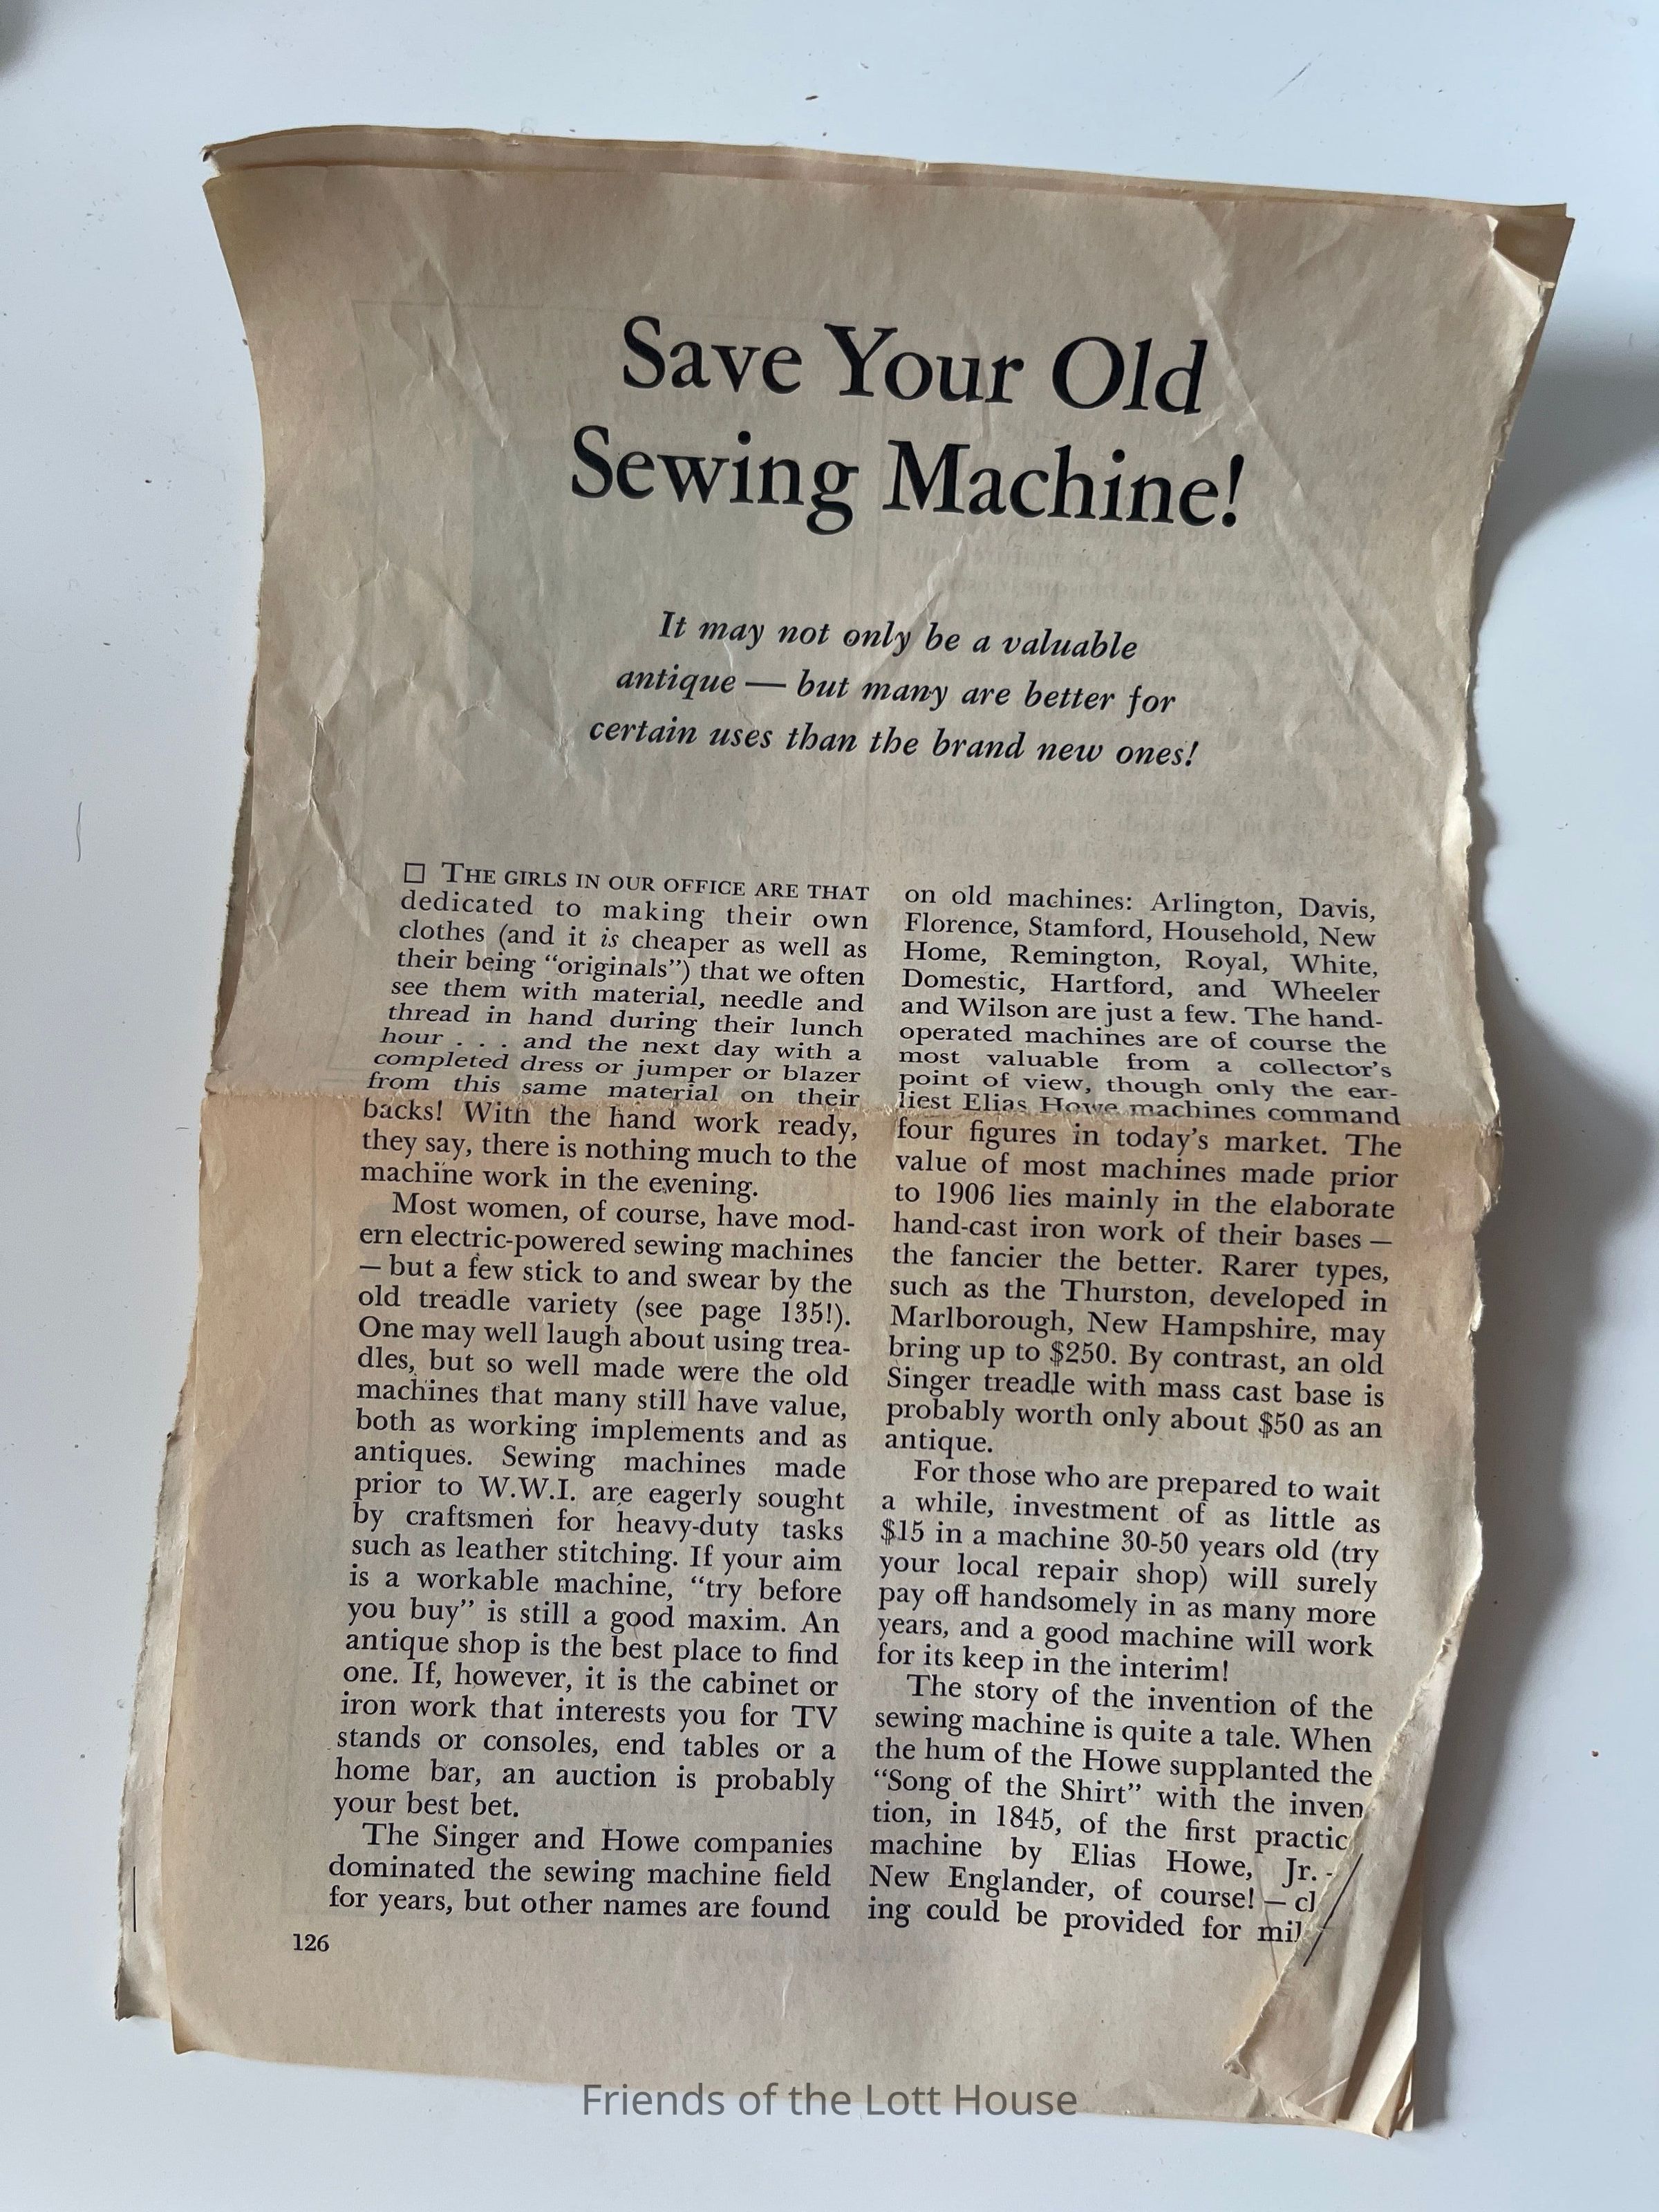 Save Your Old
Sewing Machine!
It may not only be a valuable
antique — but many are better for
certain uses than the brand new ones!
□ THE GIRLS IN OUR OFFICE ARE THAT
dedicated to making their own
clothes (and it is cheaper as well as
their being “originals”) that we often
see them with material, needle and
thread in hand during their lunch
hour . . . and the next day with a
completed dress or jumper or blazer
from this same material on their
backs! With the hand work ready,
they say, there is nothing much to the
machine work in the evening.
Most women, of course, have mod-
ern electric-powered sewing machines
— but a few stick to and swear by the
old treadle variety (see page 135!).
One may well laugh about using trea-
dles, but so well made were the old
machines that many still have value,
both as working implements and as
antiques. Sewing machines made
prior to W.W.I. are eagerly sought
by craftsmen for heavy-duty tasks
such as leather stitching. If your aim
is a workable machine, “try before
you buy” is still a good maxim. An
antique shop is the best place to find
one. If, however, it is the cabinet or
iron work that interests you for TV
stands or consoles, end tables or a
home bar, an auction is probably
your best bet.
The Singer and Howe companies
dominated the sewing machine field
for years, but other names are found
on old machines: Arlington, Davis,
Florence, Stamford, Household, New
Home, Remington, Royal, White,
Domestic, Hartford, and Wheeler
and Wilson are just a few. The hand-
operated machines are of course the
most valuable from a collector’s
point of view, though only the ear-
liest Elias Howe machines command
four figures in today’s market. The
value of most machines made prior
to 1906 lies mainly in the elaborate
hand-cast iron work of their bases —
the fancier the better. Rarer types,
such as the Thurston, developed in
Marlborough, New Hampshire, may
bring up to $250. By contrast, an old
Singer treadle with mass cast base is
probably worth only about $50 as an
antique.
For those who are prepared to wait
a while, investment of as little as
$15 in a machine 30-50 years old (try
your local repair shop) will surely
pay off handsomely in as many more
years, and a good machine will work
for its keep in the interim!
The story of the invention of the
sewing machine is quite a tale. When
the hum of the Howe supplanted the
“Song of the Shirt” with the inven
tion, in 1845, of the first practic
machine by Elias Howe, Jr. -
New Englander, of course! — cl
ing could be provided for mil
126
Friends of the Lott House